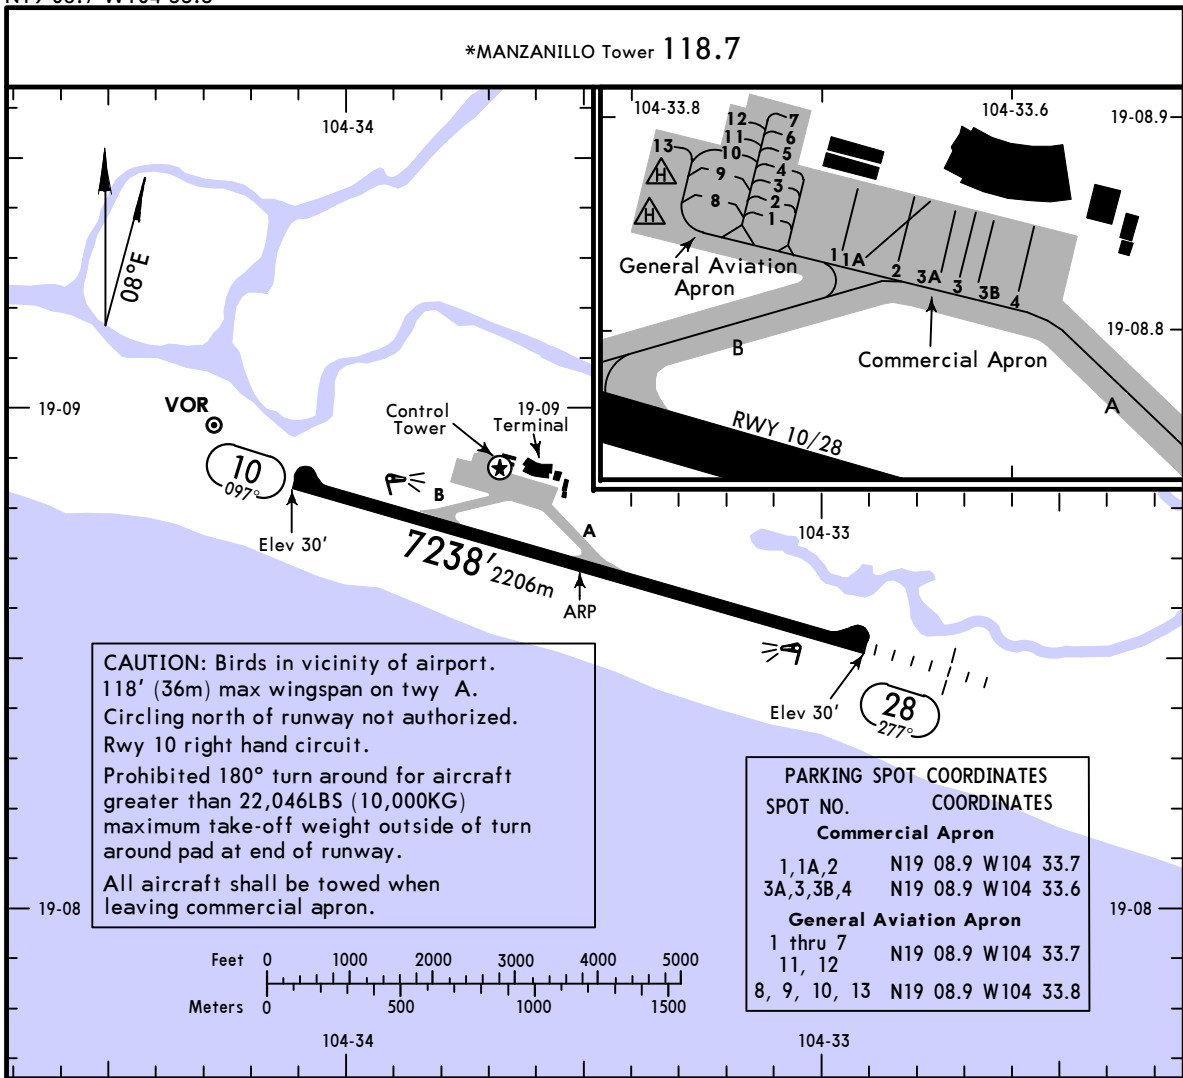 *MANZANILLO Tower 118.7
104-34
08°E
19-09
VOR
10
097°
Elev 30'
Control
Tower
19-09
Terminal
B
A
7238' 2206m
ARP
104-33
Elev 30'
28
277°
104-33.8
104-33.6
19-08.9
12
11
10
9
8
13
7
6
5
4
3
2
1
H
H
General Aviation
Apron
1
1A
2
3A
3
3B
4
19-08.8
Commercial Apron
B
A
RWY 10/28
CAUTION: Birds in vicinity of airport.
118' (36m) max wingspan on twy A.
Circling north of runway not authorized.
Rwy 10 right hand circuit.
Prohibited 180° turn around for aircraft
greater than 22,046LBS (10,000KG)
maximum take-off weight outside of turn
around pad at end of runway.
All aircraft shall be towed when
leaving commercial apron.
PARKING SPOT COORDINATES
SPOT NO. COORDINATES
Commercial Apron
1,1A,2 N19 08.9 W104 33.7
3A,3,3B,4 N19 08.9 W104 33.6
General Aviation Apron
1 thru 7
11, 12 N19 08.9 W104 33.7
8, 9, 10, 13 N19 08.9 W104 33.8
19-08
19-08
Feet 0 1000 2000 3000 4000 5000
Meters 0 500 1000 1500
104-34
104-33